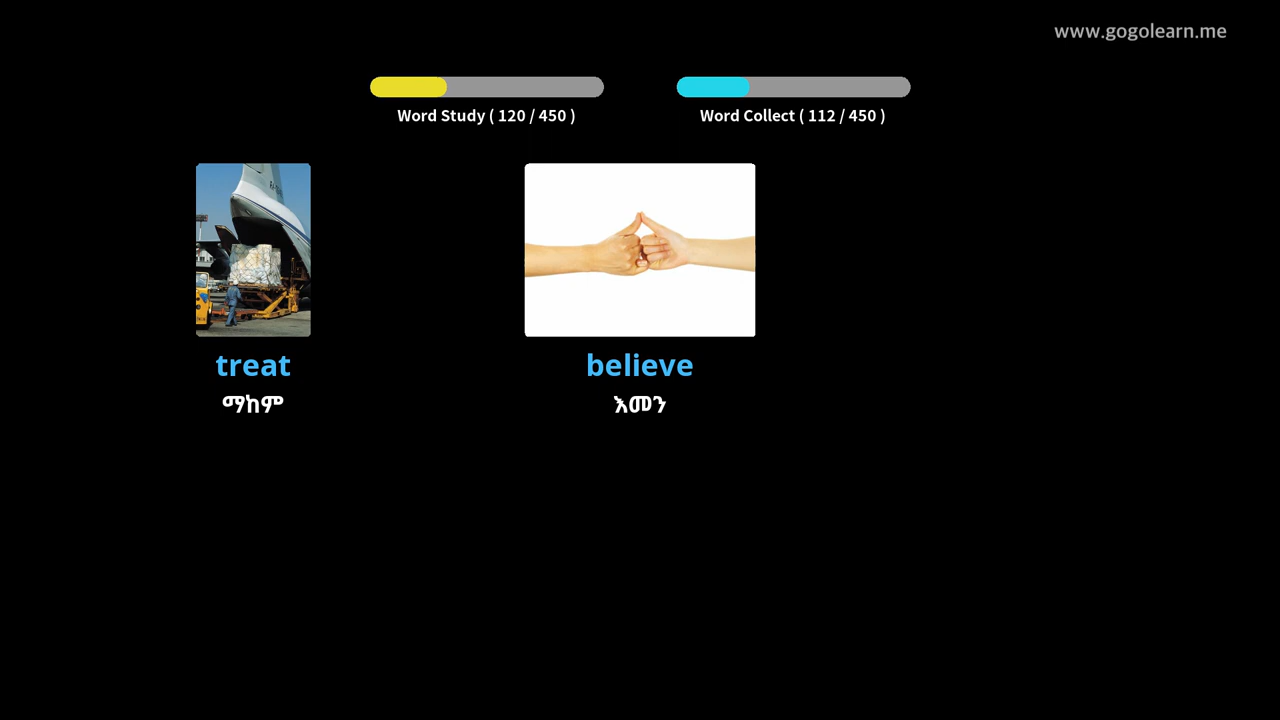 www.gogolearn.me
Word Study ( 120 / 450 )
Word Collect ( 112 / 450 )
treat
believe
ማከም
እመን